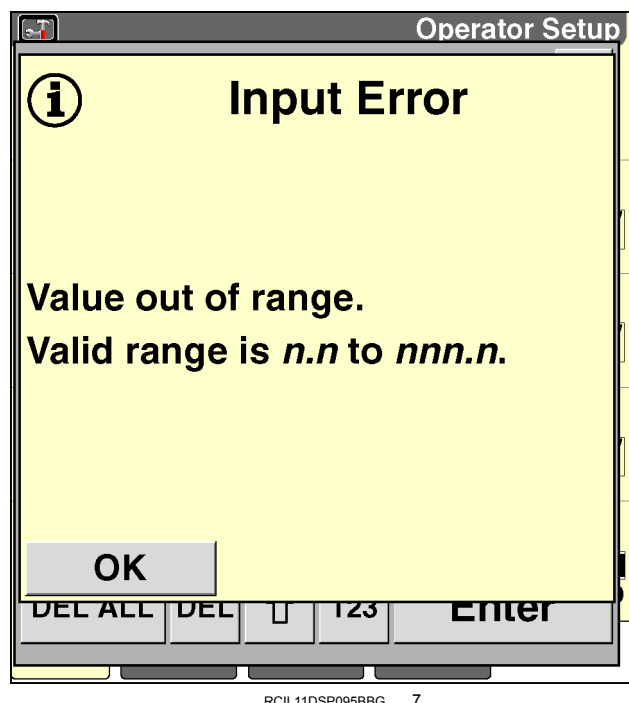 Operator Setup
Input Error
Value out of range.
Valid range is n.n to nnn.n.
OK
DEL ALL DEL ⇧ 123 Enter
RCIL11DSP095BBG 7